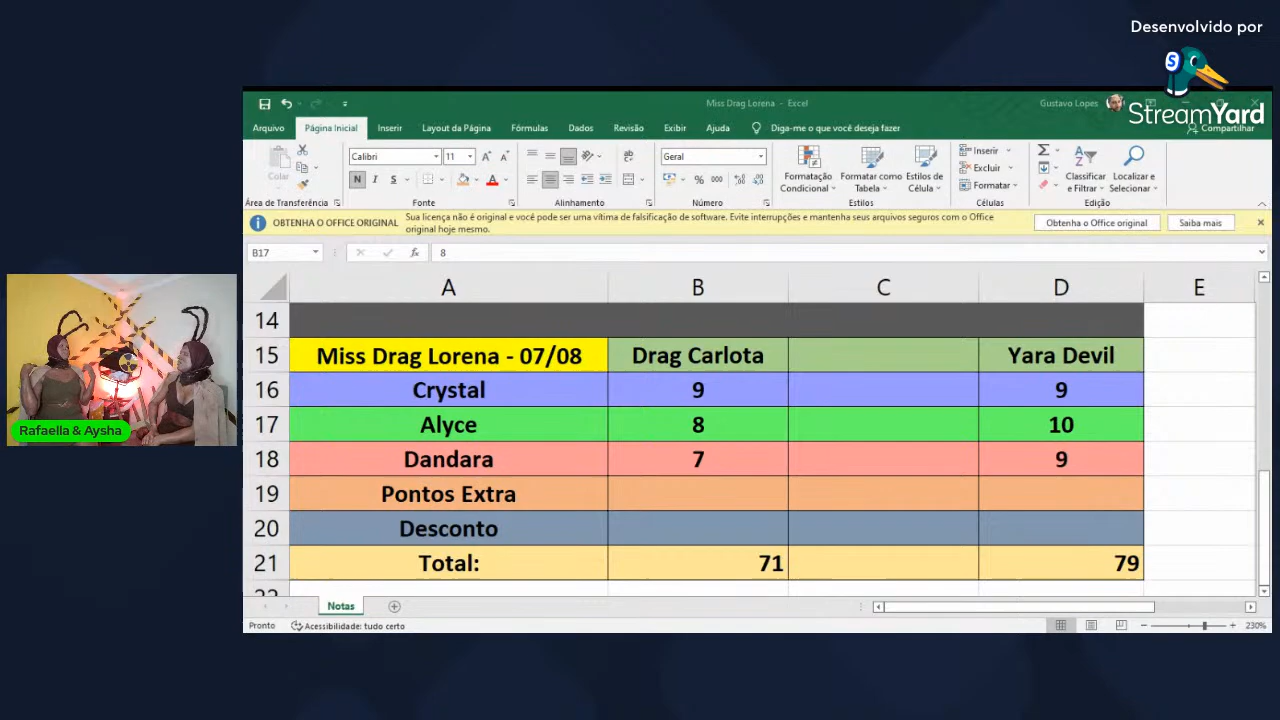 Desenvolvido por
StreamYard
Miss Drag Lorena - Excel
Gustavo Lopes
Arquivo
Página Inicial
Inserir
Layout da Página
Fórmulas
Dados
Revisão
Exibir
Ajuda
Diga-me o que você deseja fazer
Compartilhar
Colar
Calibri
11
N I S
Geral
Formatação Condicional
Formatar como Tabela
Estilos de Célula
Inserir
Excluir
Formatar
Classificar e Filtrar
Localizar e Selecionar
Área de Transferência
Fonte
Alinhamento
Número
Estilos
Células
Edição
OBTENHA O OFFICE ORIGINAL Sua licença não é original e você pode ser uma vítima de falsificação de software. Evite interrupções e mantenha seus arquivos seguros com o Office
original hoje mesmo.
Obtenha o Office original
Saiba mais
B17
fx
8
A B C D E
14
15 Miss Drag Lorena - 07/08 Drag Carlota Yara Devil
16 Crystal 9 9
17 Alyce 8 10
18 Dandara 7 9
19 Pontos Extra
20 Desconto
21 Total: 71 79
Notas
Pronto
Acessibilidade: tudo certo
230%
Rafaella & Aysha